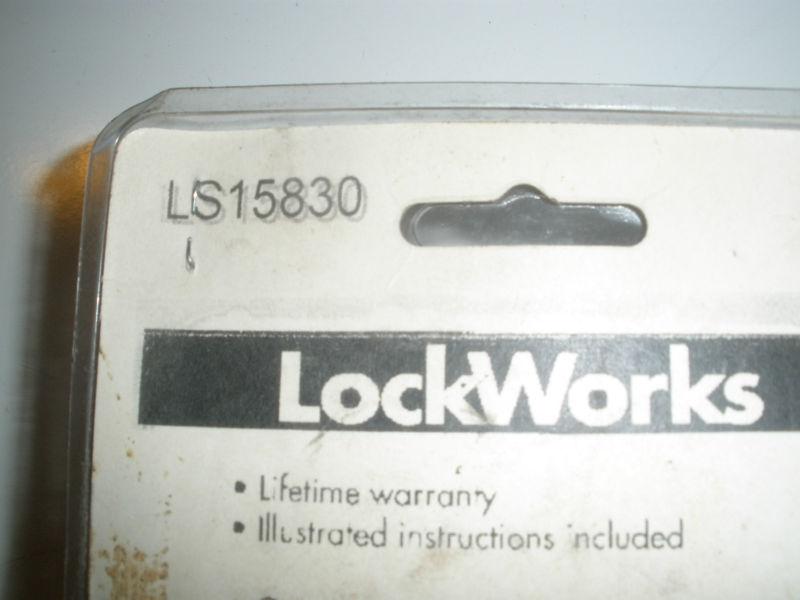 LS15830
LockWorks
• Lifetime warranty
• Illustrated instructions included